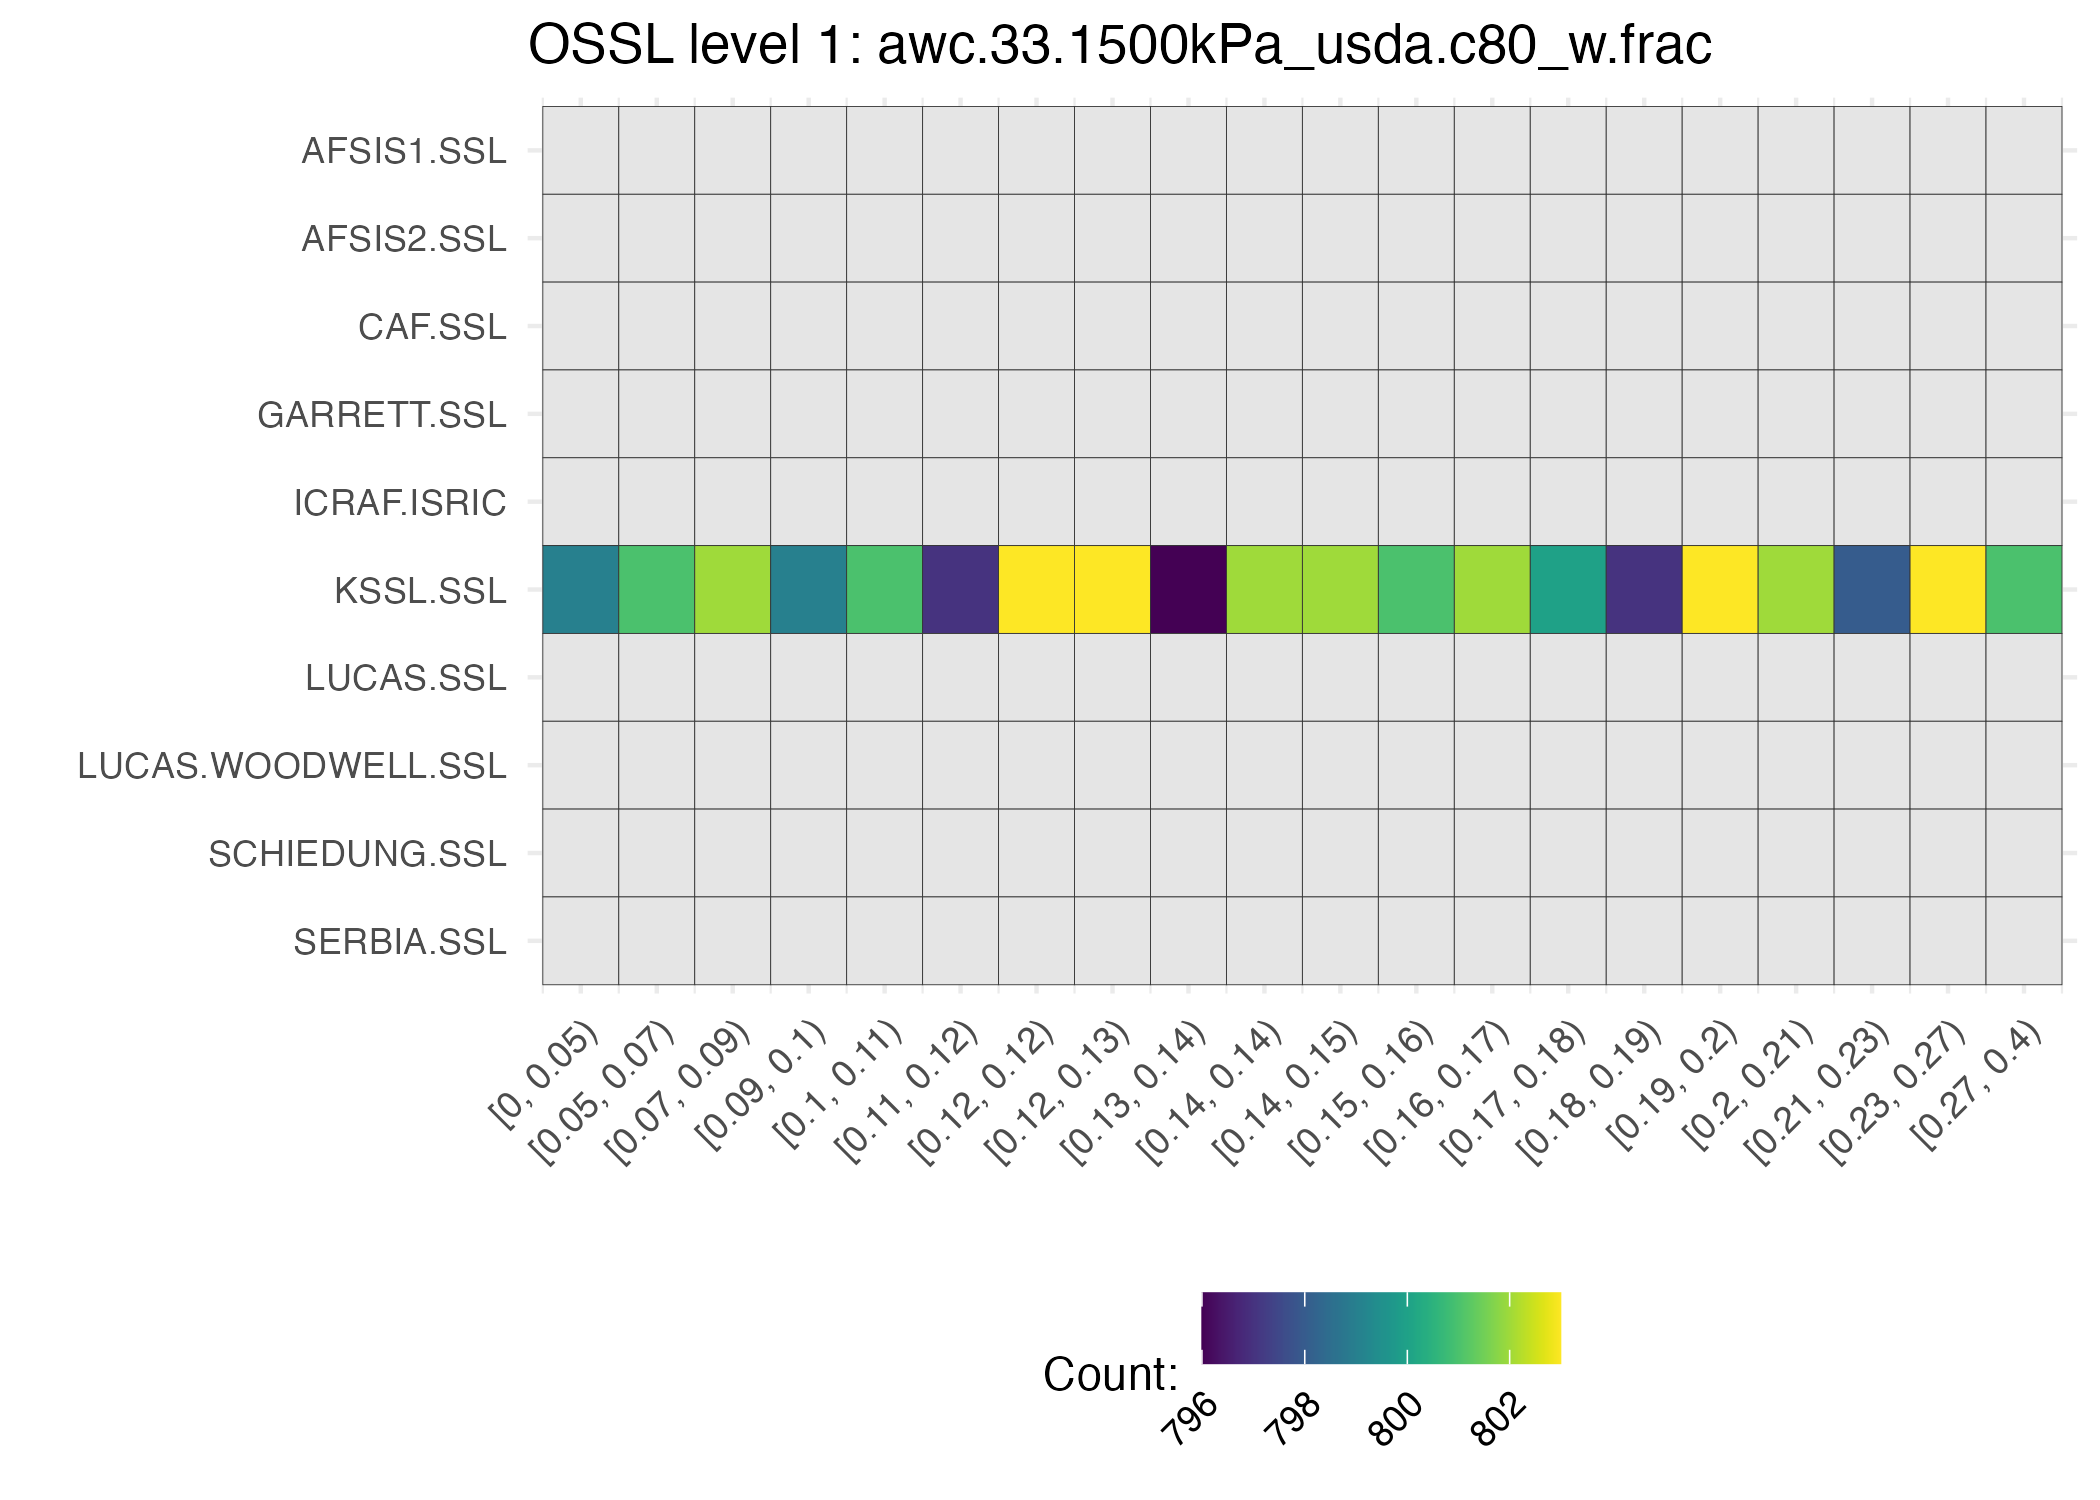 OSSL level 1: awc.33.1500kPa_usda.c80_w.frac
AFSIS1.SSL
AFSIS2.SSL
CAF.SSL
GARRETT.SSL
ICRAF.ISRIC
KSSL.SSL
LUCAS.SSL
LUCAS.WOODWELL.SSL
SCHIEDUNG.SSL
SERBIA.SSL
[0, 0.05)
[0.05, 0.07)
[0.07, 0.09)
[0.09, 0.1)
[0.1, 0.11)
[0.11, 0.12)
[0.12, 0.12)
[0.12, 0.13)
[0.13, 0.14)
[0.14, 0.14)
[0.14, 0.15)
[0.15, 0.16)
[0.16, 0.17)
[0.17, 0.18)
[0.18, 0.19)
[0.19, 0.2)
[0.2, 0.21)
[0.21, 0.23)
[0.23, 0.27)
[0.27, 0.4)
Count:
796
798
800
802